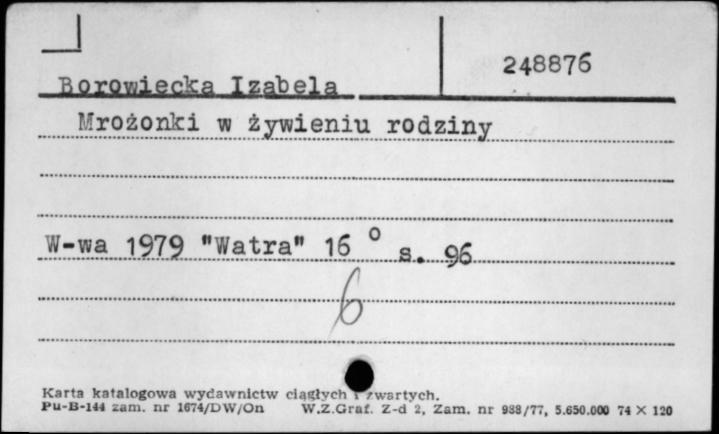 248876
Borowiecka Izabela
Mrożonki w żywieniu rodziny
W-wa 1979 "Watra" 16° s. 96
6
Karta katalogowa wydawnictw ciągłych i zwartych.
Pu-B-144 zam. nr 1674/DW/On W.Z.Graf. Z-d 2, Zam. nr 988/77, 5.650.000 74 X 120